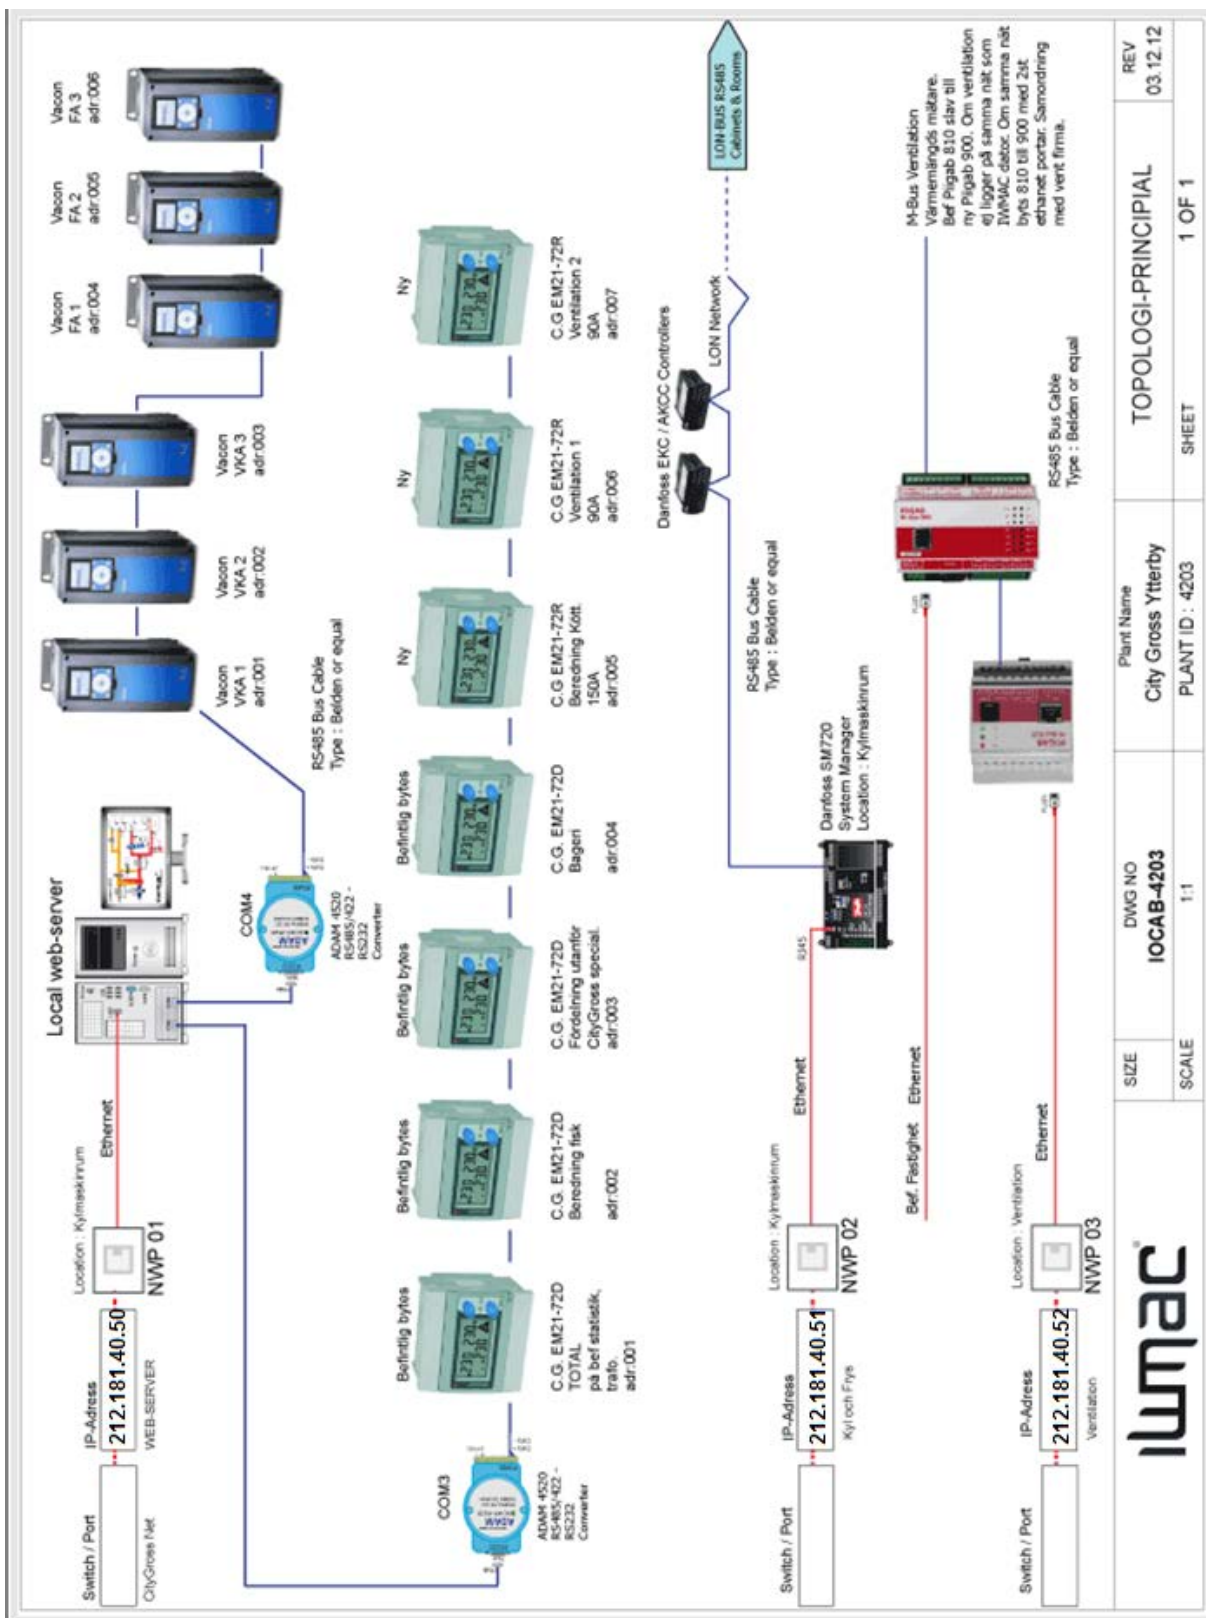 Switch / Port
CityGross Net
IP-Adress
212.181.40.50
WEB-SERVER
Location : Kylmaskinrum
NWP 01
Ethernet
Local web-server
COM4
ADAM 4520
RS485/422 -
RS232
Converter
RS485 Bus Cable
Type : Belden or equal
Vacon
VKA 1
adr:001
Vacon
VKA 2
adr:002
Vacon
VKA 3
adr:003
Vacon
FA 1
adr:004
Vacon
FA 2
adr:005
Vacon
FA 3
adr:006
COM3
ADAM 4520
RS485/422 -
RS232
Converter
Befintlig bytes
C.G. EM21-72D
TOTAL
på bef statistik,
trafo.
adr:001
Befintlig bytes
C.G. EM21-72D
Beredning fisk
adr:002
Befintlig bytes
C.G. EM21-72D
Fördelning utanför
CityGross special.
adr:003
Befintlig bytes
C.G. EM21-72D
Bageri
adr:004
Ny
C.G EM21-72R
Beredning Kött.
150A
adr:005
Ny
C.G EM21-72R
Ventilation 1
90A
adr:006
Ny
C.G EM21-72R
Ventilation 2
90A
adr:007
Switch / Port
IP-Adress
212.181.40.51
Kyl och Frys
Location : Kylmaskinrum
NWP 02
Ethernet
RJ45
Danfoss SM720
System Manager
Location : Kylmaskinrum
RS485 Bus Cable
Type : Belden or equal
Danfoss EKC / AKCC Controllers
LON Network
LON-BUS RS485
Cabinets & Rooms
Bef. Fastighet
Ethernet
M-Bus Ventilation
Värmemängds mätare.
Bef Piigab 810 slav till
ny Piigab 900. Om ventilation
ej ligger på samma nät som
IWMAC dator. Om samma nät
byts 810 till 900 med 2st
ethanet portar. Samordning
med vent firma.
RS485 Bus Cable
Type : Belden or equal
Switch / Port
IP-Adress
212.181.40.52
Ventilation
Location : Ventilation
NWP 03
Ethernet
iwmac
SIZE
SCALE
DWG NO
IOCAB-4203
1:1
Plant Name
City Gross Ytterby
PLANT ID : 4203
TOPOLOGI-PRINCIPIAL
SHEET
1 OF 1
REV
03.12.12